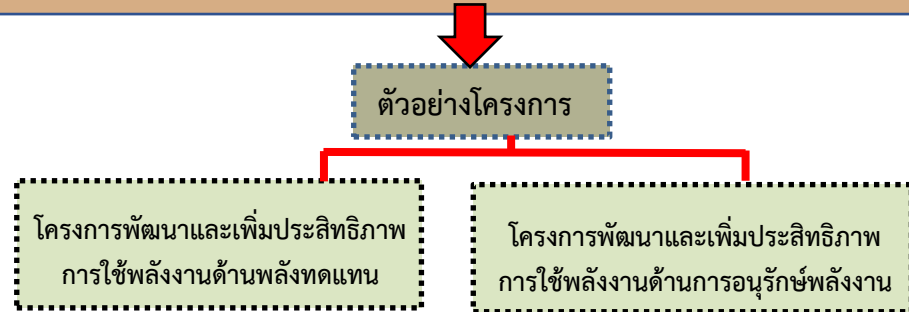 ตัวอย่างโครงการ
โครงการพัฒนาและเพิ่มประสิทธิภาพ
การใช้พลังงานด้านพลังทดแทน
โครงการพัฒนาและเพิ่มประสิทธิภาพ
การใช้พลังงานด้านการอนุรักษ์พลังงาน